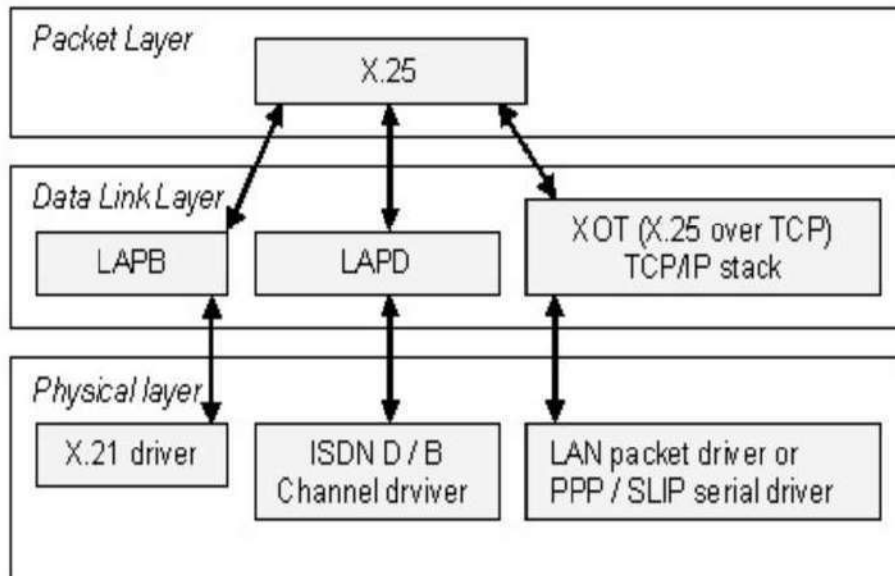 Packet Layer
X.25
Data Link Layer
LAPB
LAPD
XOT (X.25 over TCP)
TCP/IP stack
Physical layer
X.21 driver
ISDN D / B
Channel drviver
LAN packet driver or
PPP / SLIP serial driver